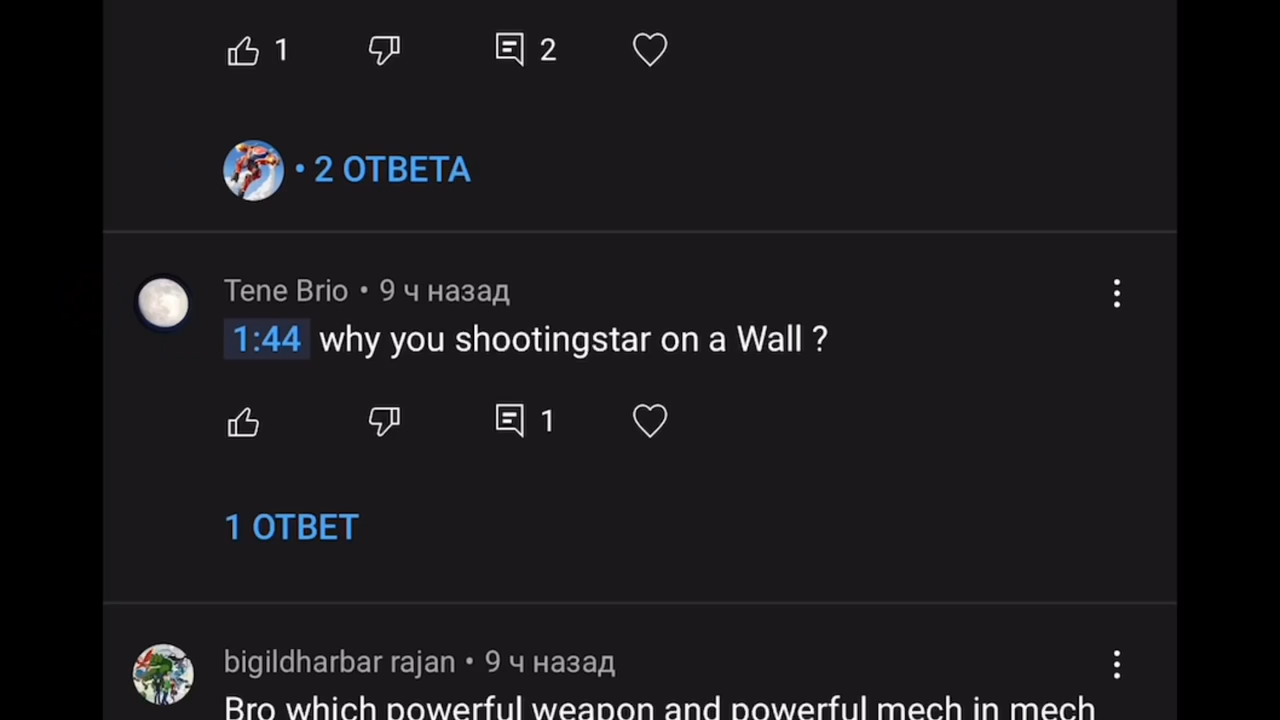 1 2
• 2 ОТВЕТА
Tene Brio • 9 ч назад
1:44 why you shootingstar on a Wall ?
1
1 ОТВЕТ
bigildharbar rajan • 9 ч назад
Bro which powerful weapon and powerful mech in mech